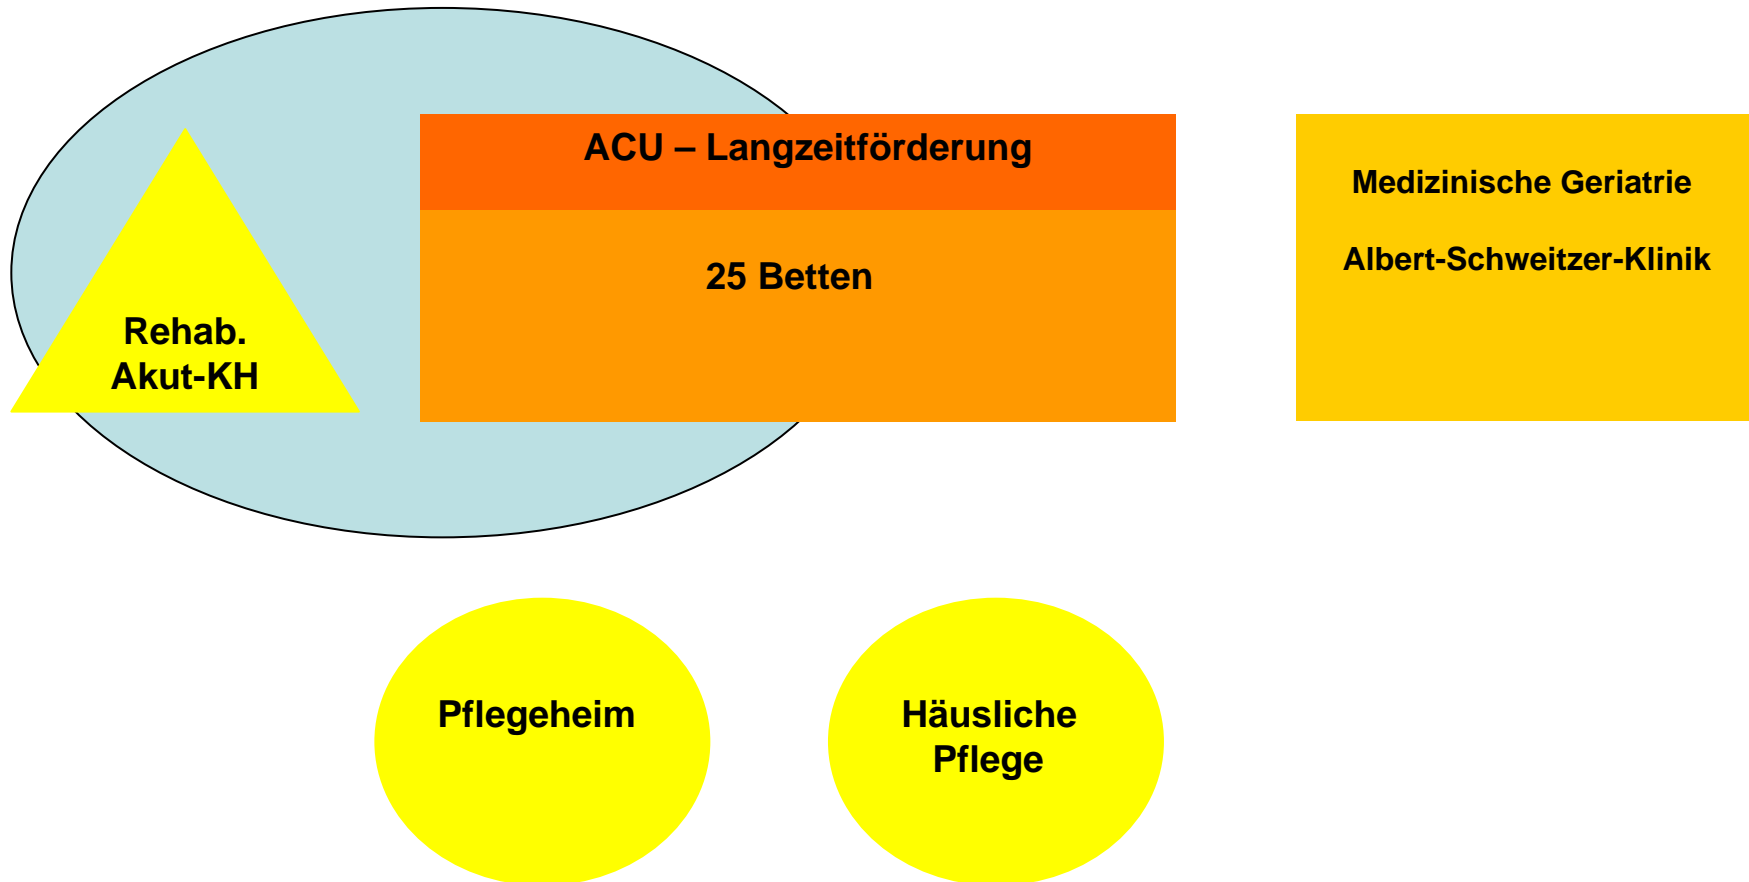 ACU – Langzeitförderung
25 Betten
Medizinische Geriatrie
Albert-Schweitzer-Klinik
Rehab.
Akut-KH
Pflegeheim
Häusliche
Pflege